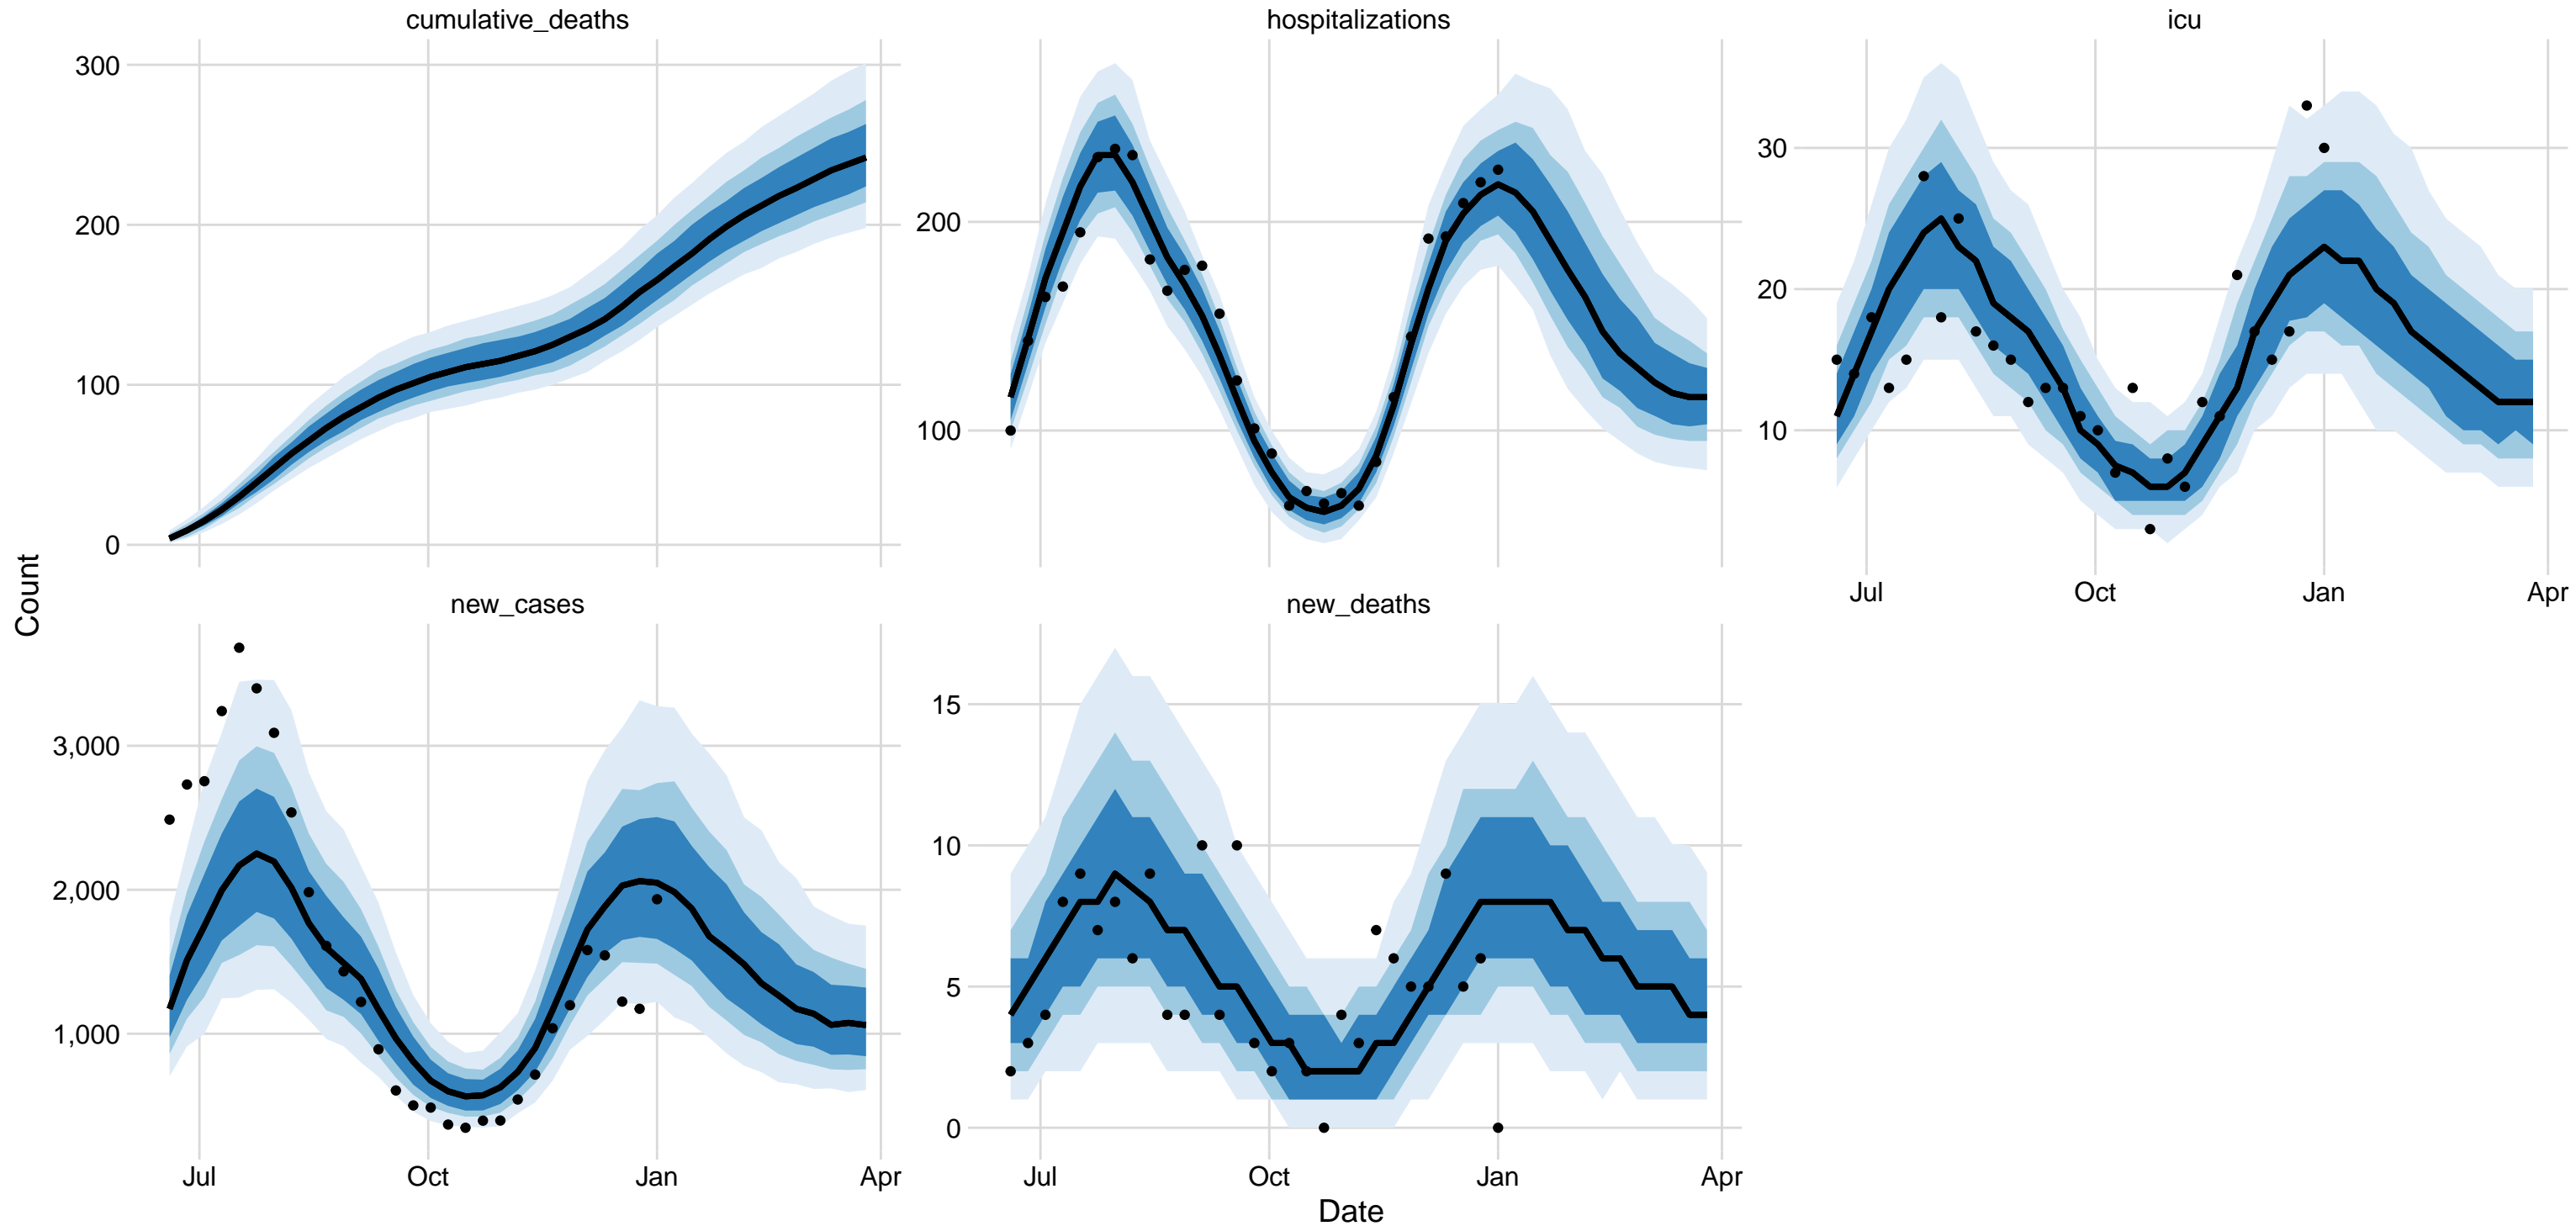 cumulative_deaths
hospitalizations
icu
300
200
100
0
200
100
30
20
10
Jul Oct Jan Apr
Count
new_cases
new_deaths
3,000
2,000
1,000
15
10
5
0
Jul Oct Jan Apr
Jul Oct Jan Apr
Date